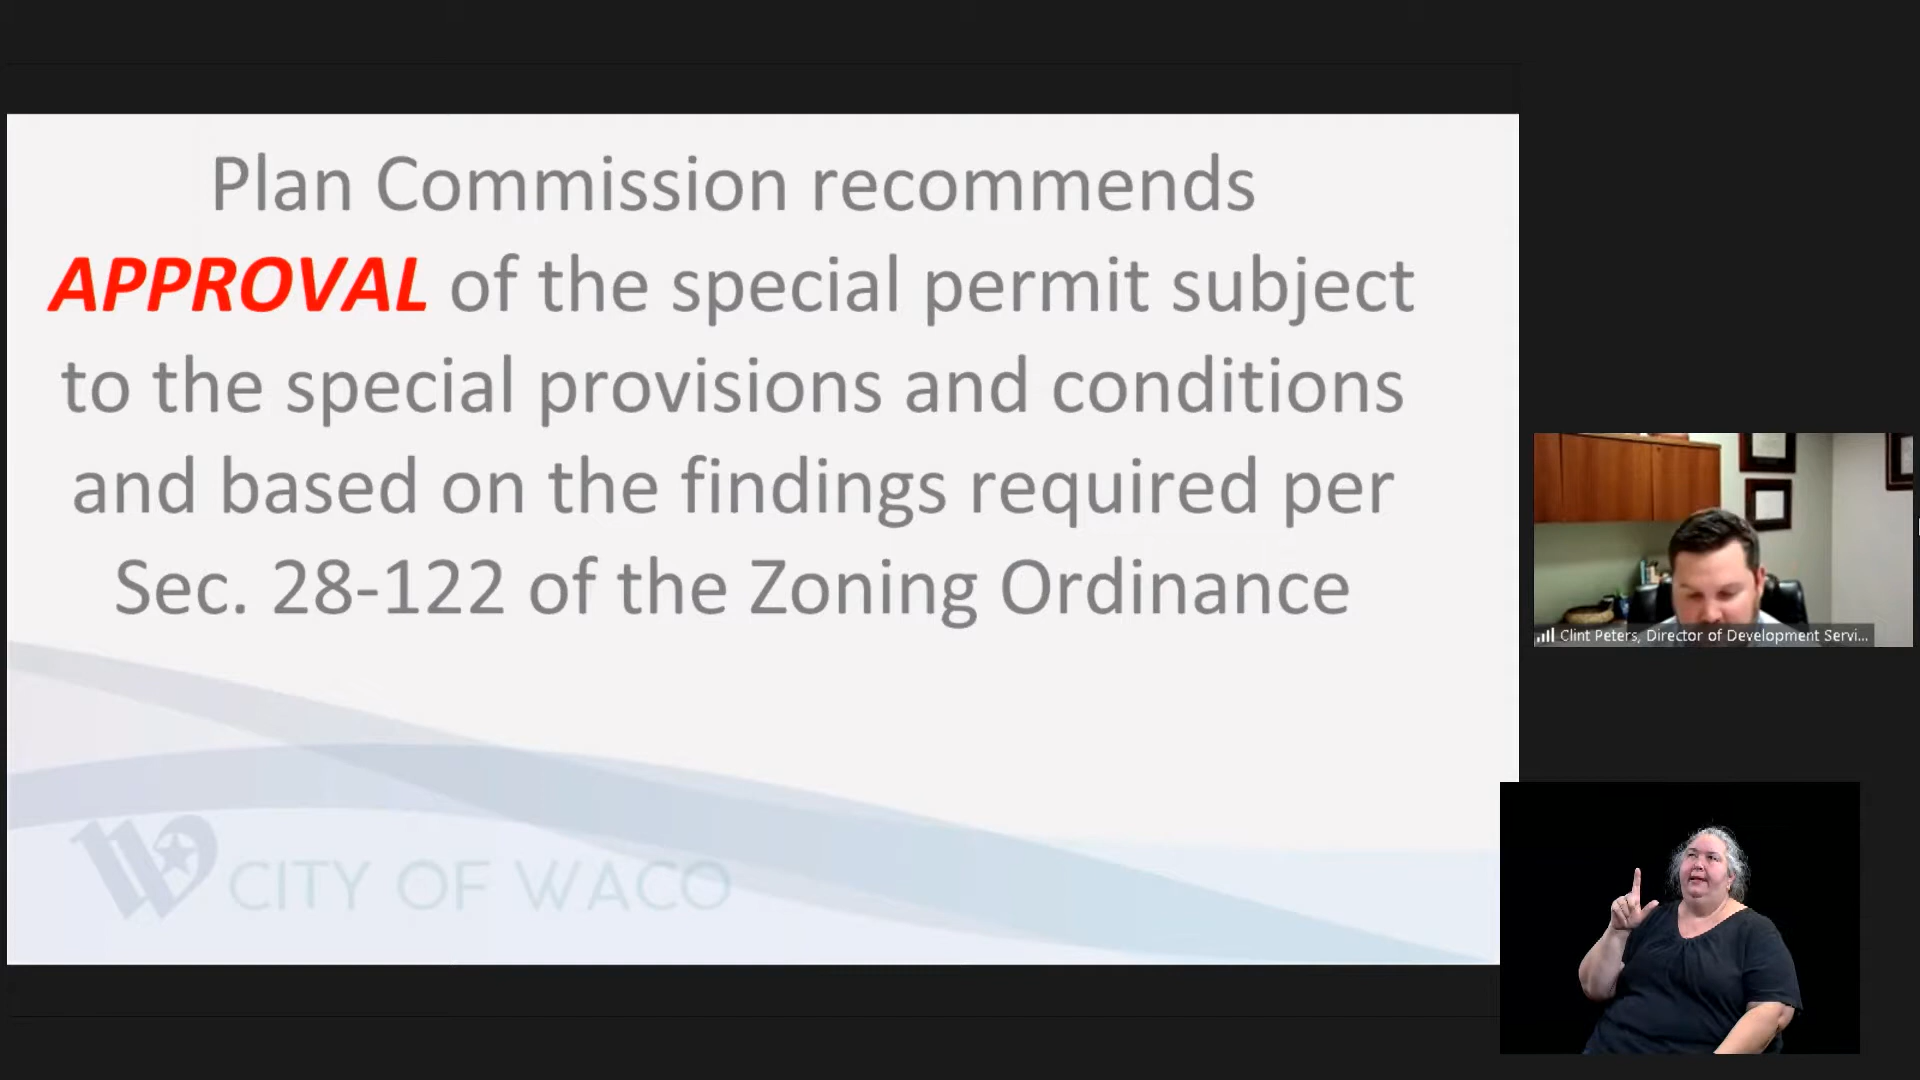 Plan Commission recommends
APPROVAL of the special permit subject
to the special provisions and conditions
and based on the findings required per
Sec. 28-122 of the Zoning Ordinance
CITY OF WACO
Clint Peters, Director of Development Servi...